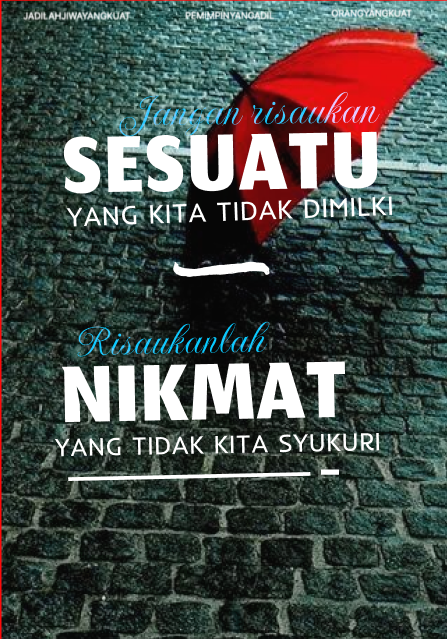 JADILAHJIWAYANGKUAT PEMIMPINYANGADIL ORANGYANGKUAT
Jangan risaukan
SESUATU
YANG KITA TIDAK DIMILKI
Risaukanlah
NIKMAT
YANG TIDAK KITA SYUKURI